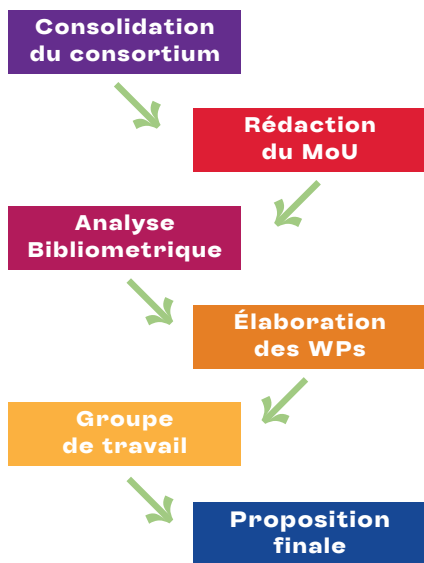 Consolidation
du consortium
Rédaction
du MoU
Analyse
Bibliometrique
Élaboration
des WPs
Groupe
de travail
Proposition
finale